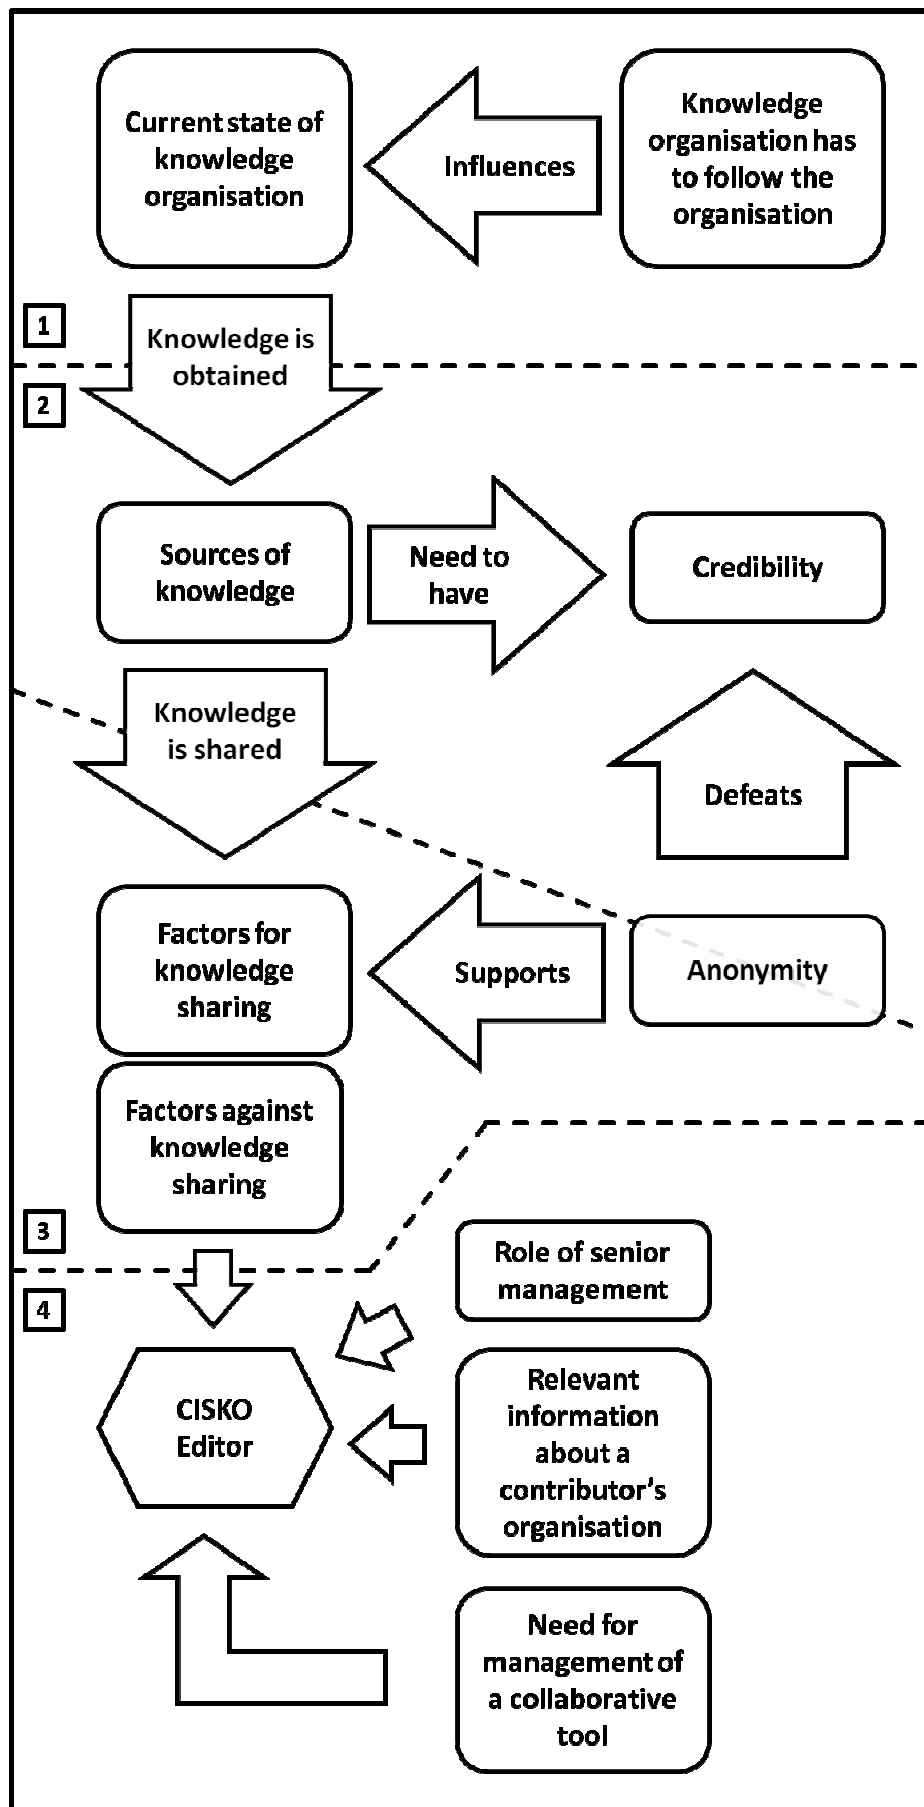 Current state of
knowledge
organisation
Influences
Knowledge
organisation has
to follow the
organisation
1
Knowledge is
obtained
2
Sources of
knowledge
Need to
have
Credibility
Knowledge
is shared
Defeats
Factors for
knowledge
sharing
Supports
Anonymity
Factors against
knowledge
sharing
3
Role of senior
management
4
CISKO
Editor
Relevant
information
about a
contributor's
organisation
Need for
management of
a collaborative
tool